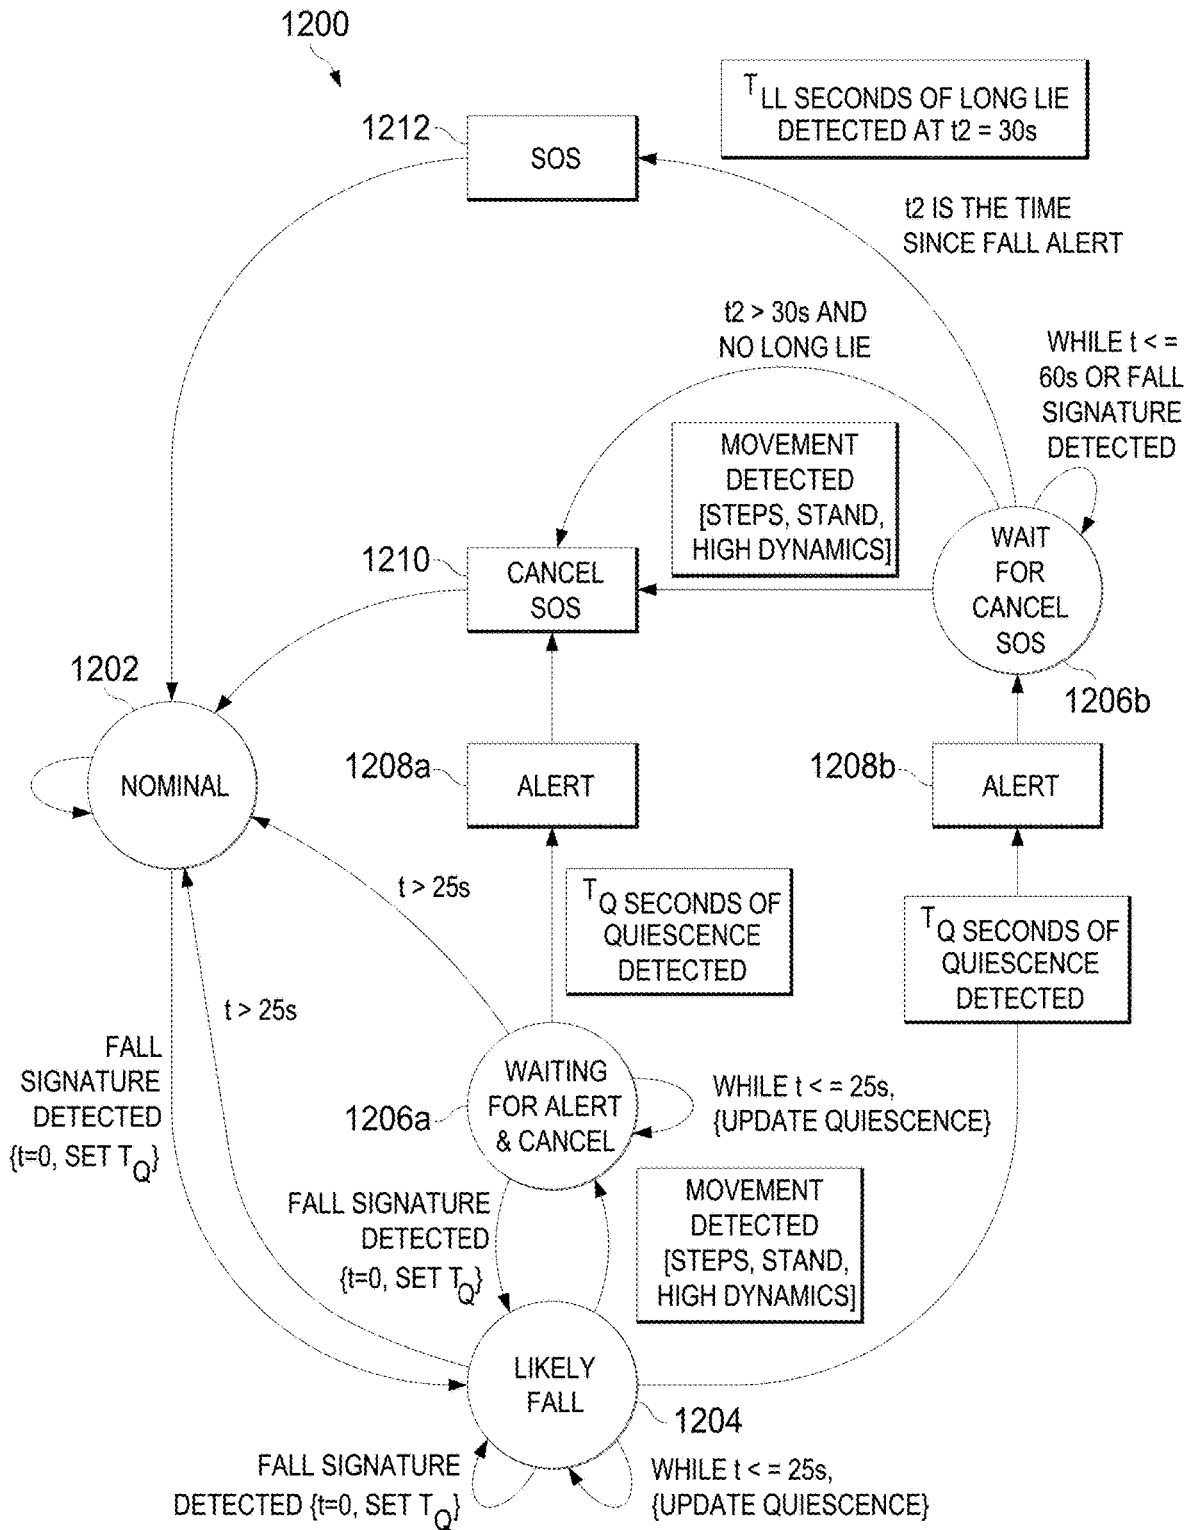 1200
T LL SECONDS OF LONG LIE
DETECTED AT t2 = 30s
1212
SOS
t2 IS THE TIME
SINCE FALL ALERT
t2 > 30s AND
NO LONG LIE
WHILE t < =
60s OR FALL
SIGNATURE
DETECTED
MOVEMENT
DETECTED
[STEPS, STAND,
HIGH DYNAMICS]
1210
CANCEL
SOS
WAIT
FOR
CANCEL
SOS
1206b
1202
NOMINAL
1208a
ALERT
1208b
ALERT
t > 25s
TQ SECONDS OF
QUIESCENCE
DETECTED
TQ SECONDS OF
QUIESCENCE
DETECTED
t > 25s
FALL
SIGNATURE
DETECTED
{t=0, SET TQ}
1206a
WAITING
FOR ALERT
& CANCEL
WHILE t < = 25s,
{UPDATE QUIESCENCE}
FALL SIGNATURE
DETECTED
{t=0, SET TQ}
MOVEMENT
DETECTED
[STEPS, STAND,
HIGH DYNAMICS]
LIKELY
FALL
1204
FALL SIGNATURE
DETECTED {t=0, SET TQ}
WHILE t < = 25s,
{UPDATE QUIESCENCE}